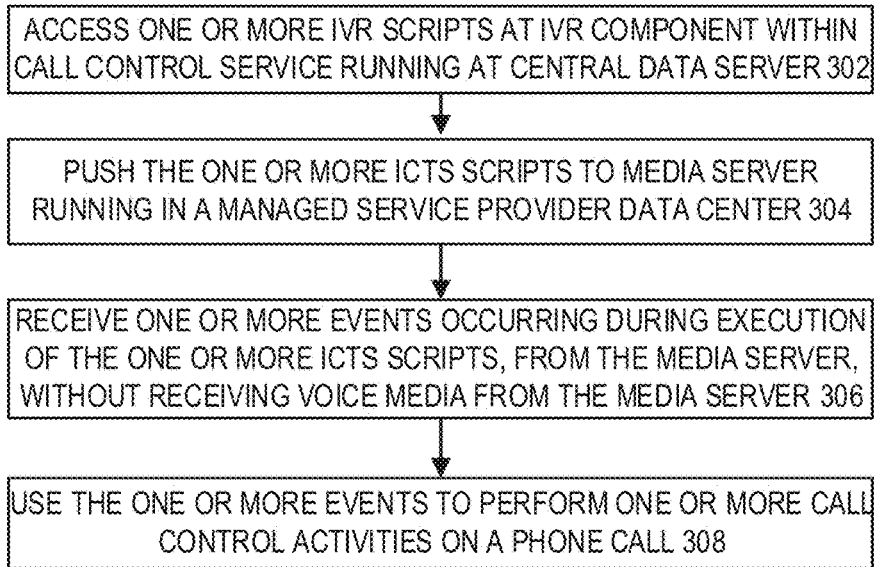 ACCESS ONE OR MORE IVR SCRIPTS AT IVR COMPONENT WITHIN
CALL CONTROL SERVICE RUNNING AT CENTRAL DATA SERVER 302
PUSH THE ONE OR MORE ICTS SCRIPTS TO MEDIA SERVER
RUNNING IN A MANAGED SERVICE PROVIDER DATA CENTER 304
RECEIVE ONE OR MORE EVENTS OCCURRING DURING EXECUTION
OF THE ONE OR MORE ICTS SCRIPTS, FROM THE MEDIA SERVER,
WITHOUT RECEIVING VOICE MEDIA FROM THE MEDIA SERVER 306
USE THE ONE OR MORE EVENTS TO PERFORM ONE OR MORE CALL
CONTROL ACTIVITIES ON A PHONE CALL 308